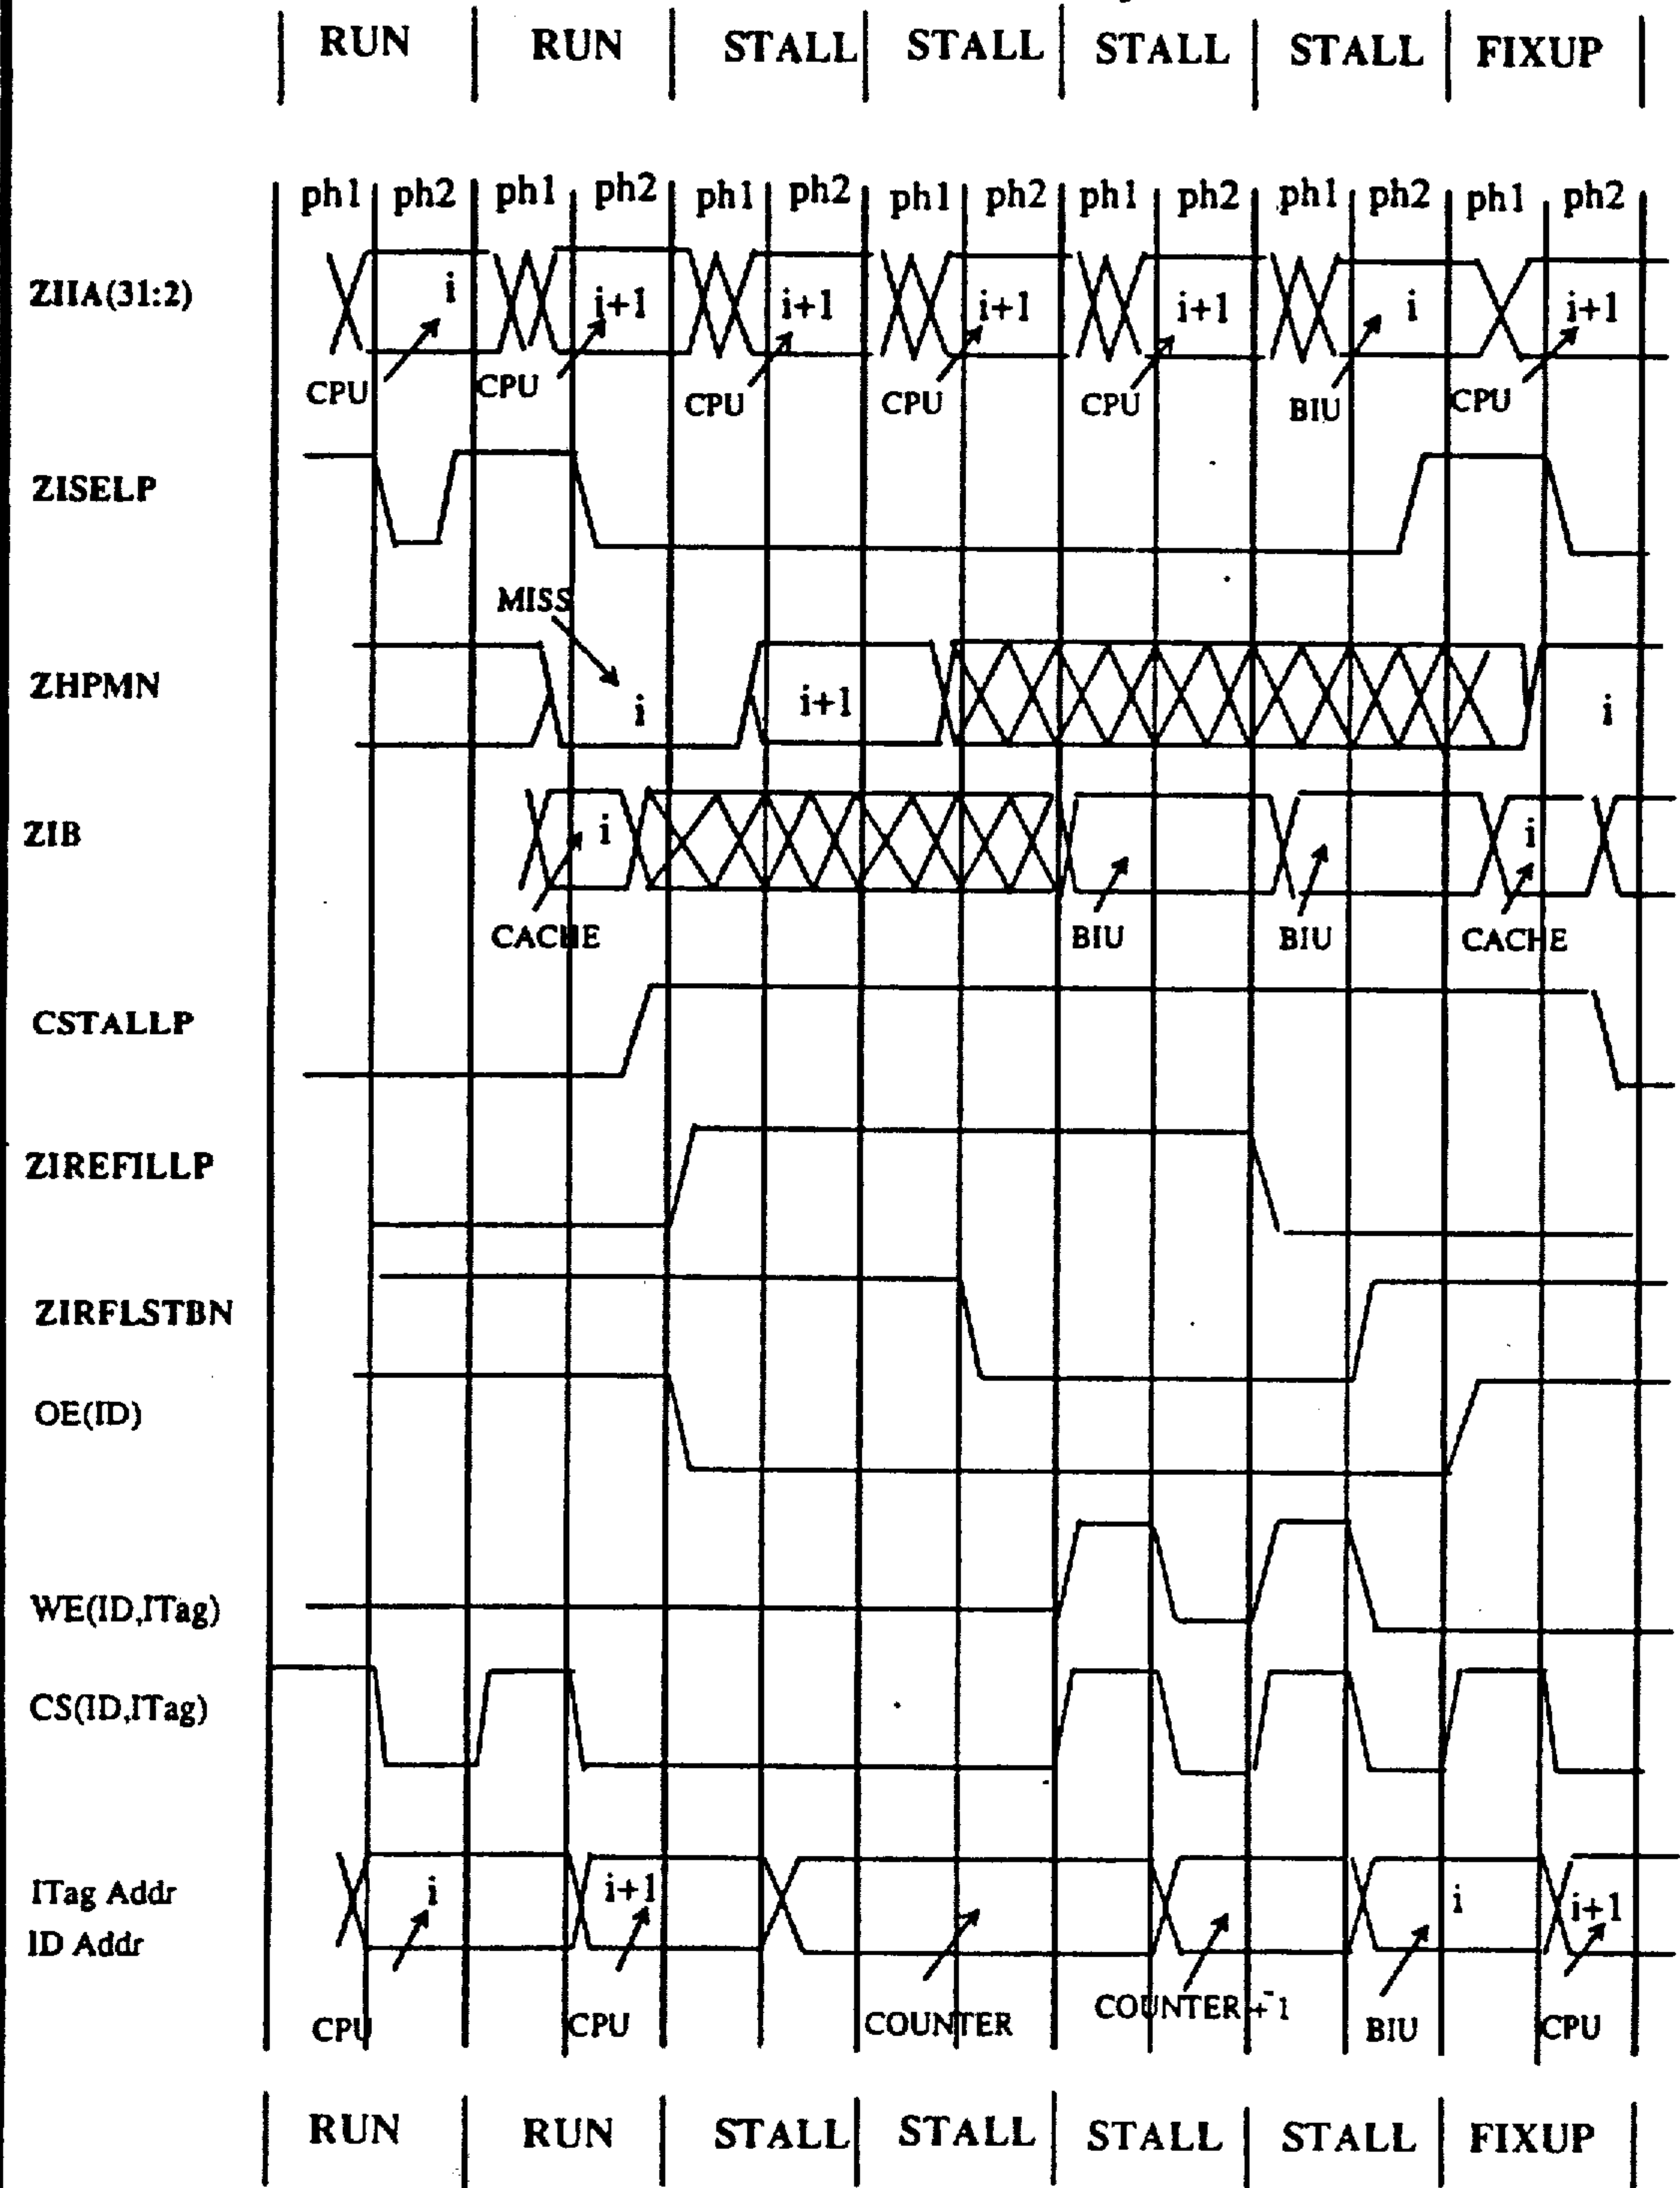 RUN RUN STALL STALL STALL STALL FIXUP
ph1 ph2 ph1 ph2 ph1 ph2 ph1 ph2 ph1 ph2 ph1 ph2 ph1 ph2
ZIIA(31:2) i i+1 i+1 i+1 i+1 i i+1
CPU CPU CPU CPU CPU BIU CPU
ZISELP
MISS
ZHPMN i i+1 i
ZIB i i
CACHE BIU BIU CACHE
CSTALLP
ZIREFILLP
ZIRFLSTBN
OE(ID)
WE(ID,ITag)
CS(ID,ITag)
ITag Addr i i+1 i i+1
ID Addr
CPU CPU COUNTER COUNTER+1 BIU CPU
RUN RUN STALL STALL STALL STALL FIXUP